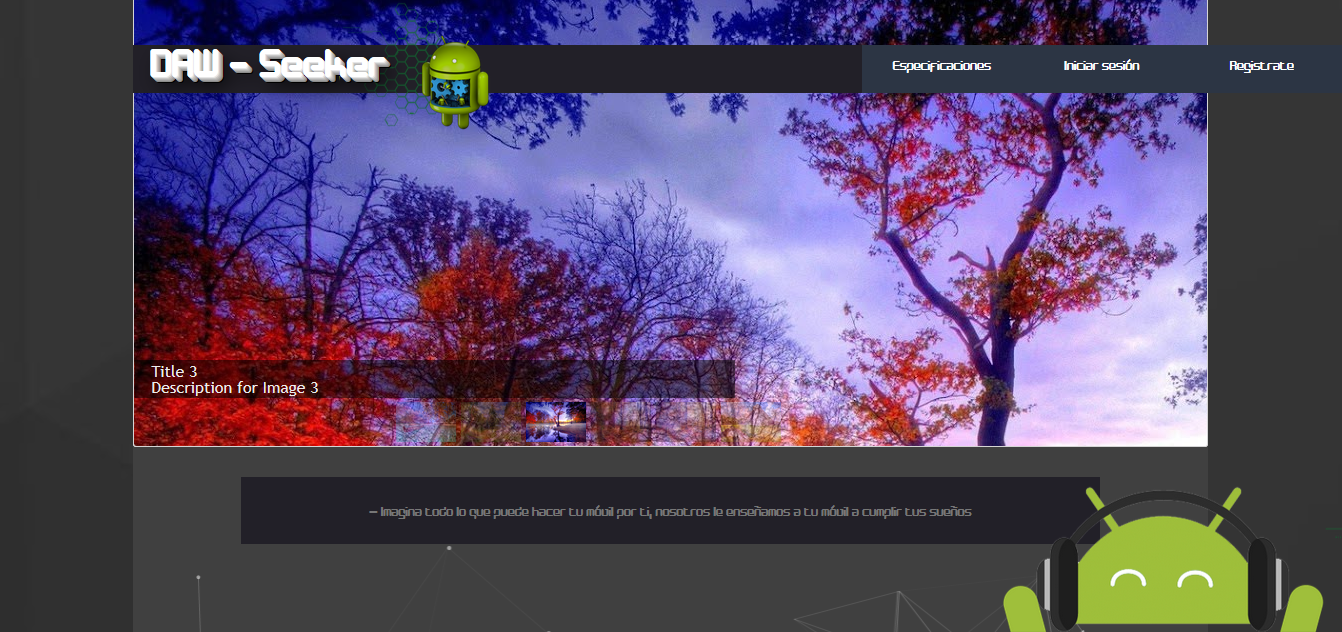 DAW - Seeker
Especificaciones
Iniciar sesión
Registrate
Title 3
Description for Image 3
- Imagina todo lo que puede hacer tu móvil por ti, nosotros le enseñamos a tu móvil a cumplir tus sueños